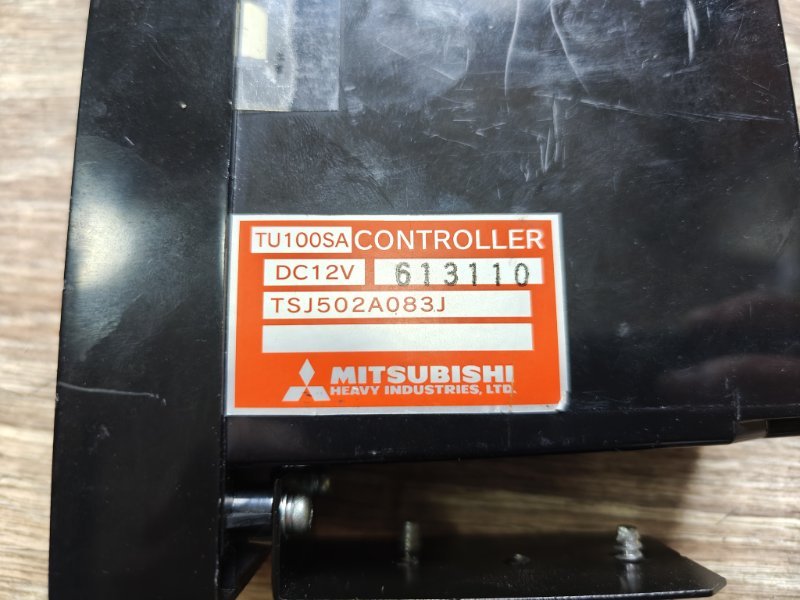 TU100SA CONTROLLER
DC12V 613110
TSJ502A083J
MITSUBISHI
HEAVY INDUSTRIES, LTD.